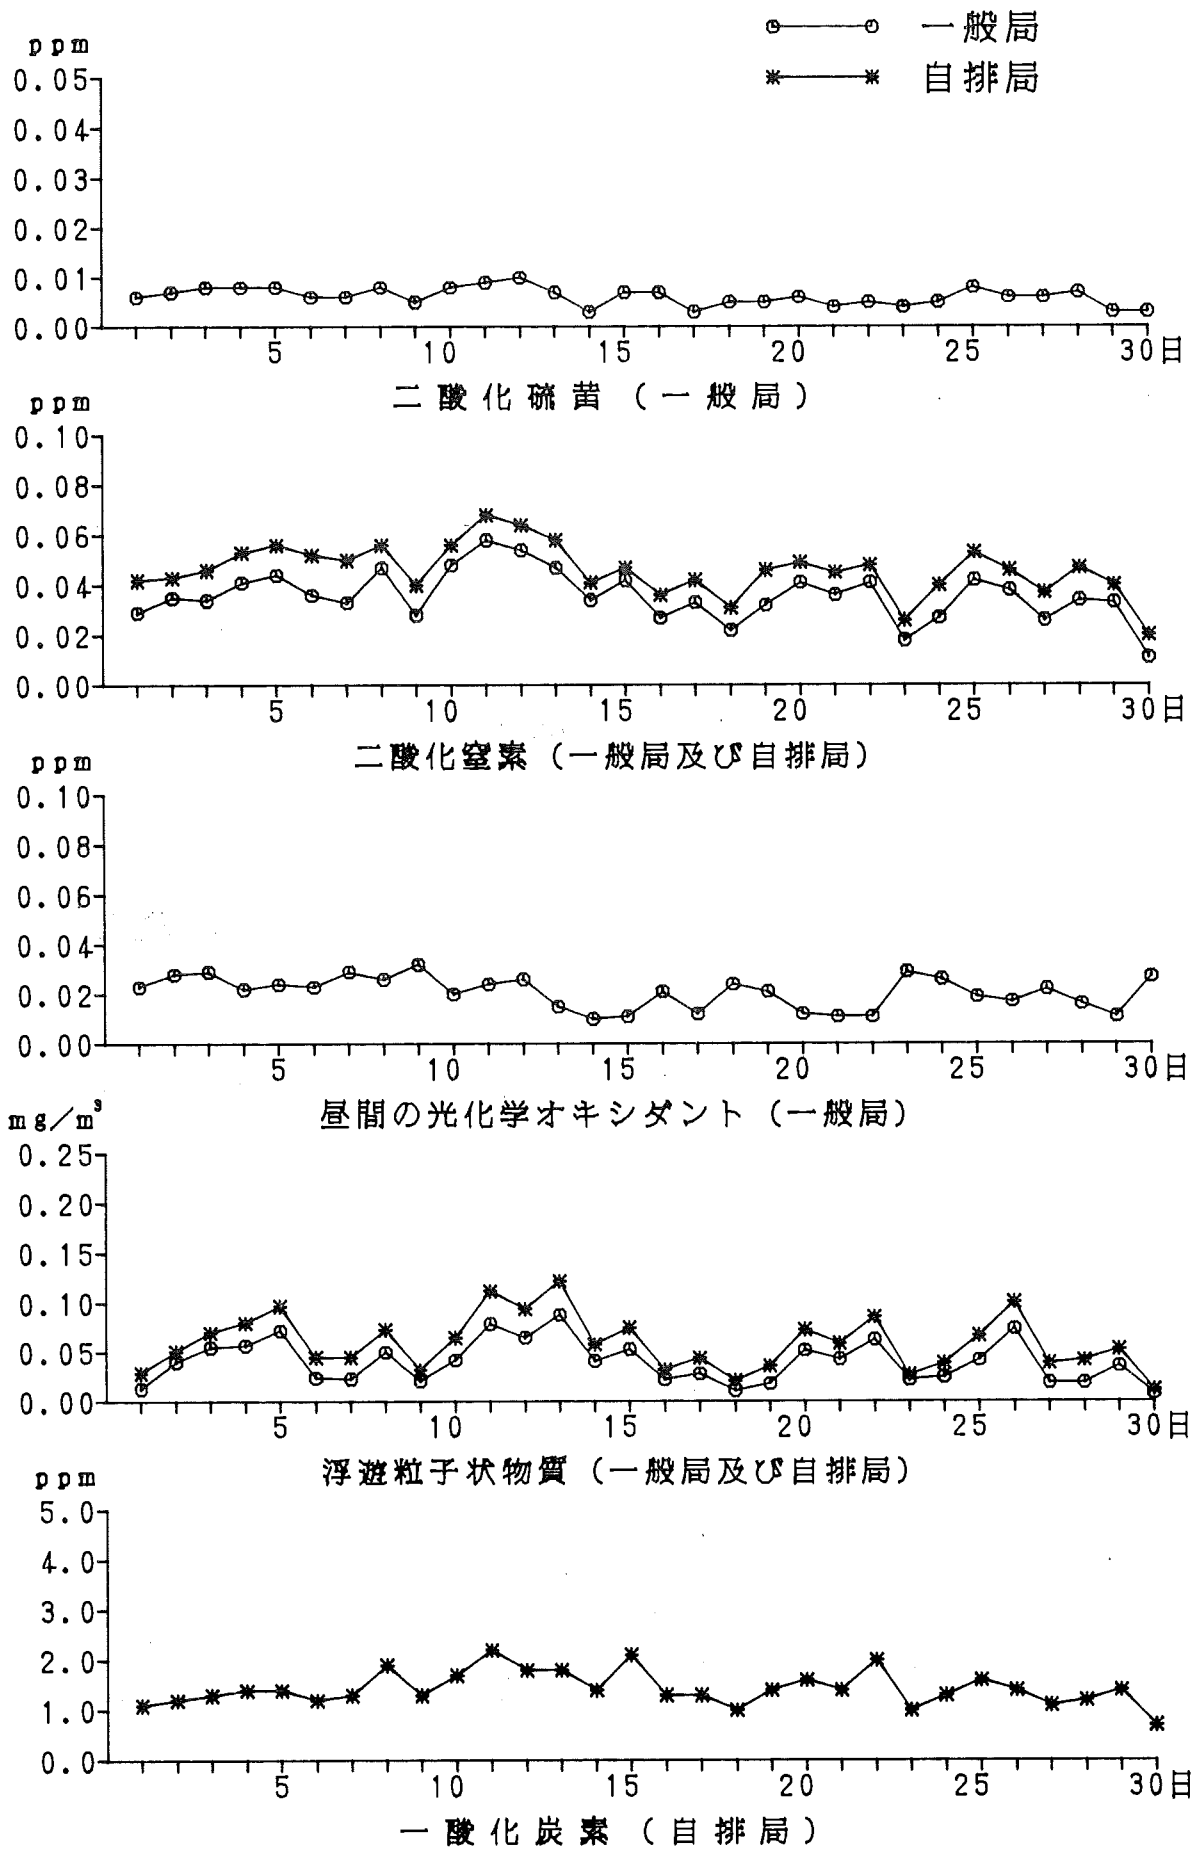 一般局
自排局
ppm
0.05
0.04
0.03
0.02
0.01
0.00
5 10 15 20 25 30日
二酸化硫黄（一般局）
ppm
0.10
0.08
0.06
0.04
0.02
0.00
5 10 15 20 25 30日
二酸化窒素（一般局及び自排局）
ppm
0.10
0.08
0.06
0.04
0.02
0.00
5 10 15 20 25 30日
昼間の光化学オキシダント（一般局）
mg/m³
0.25
0.20
0.15
0.10
0.05
0.00
5 10 15 20 25 30日
浮遊粒子状物質（一般局及び自排局）
ppm
5.0
4.0
3.0
2.0
1.0
0.0
5 10 15 20 25 30日
一酸化炭素（自排局）